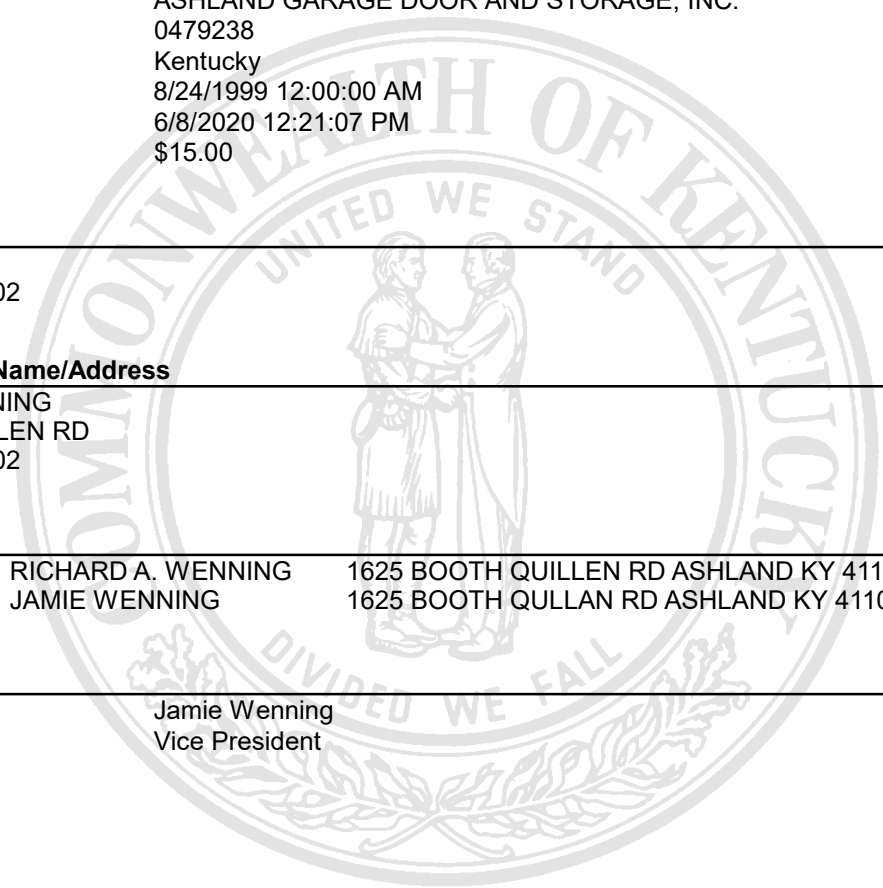 ASHLAND GARAGE DOOR AND STORAGE, INC.
0479238
Kentucky
8/24/1999 12:00:00 AM
6/8/2020 12:21:07 PM
$15.00
02
Name/Address
NING
LEN RD
02
RICHARD A. WENNING 1625 BOOTH QUILLEN RD ASHLAND KY 411
JAMIE WENNING 1625 BOOTH QULLAN RD ASHLAND KY 4110
Jamie Wenning
Vice President
COMMONWEALTH OF KENTUCKY
UNITED WE STAND
DIVIDED WE FALL